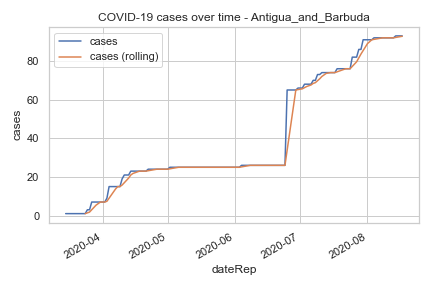 COVID-19 cases over time - Antigua_and_Barbuda
cases
cases (rolling)
cases
80
60
40
20
0
2020-04
2020-05
2020-06
2020-07
2020-08
dateRep